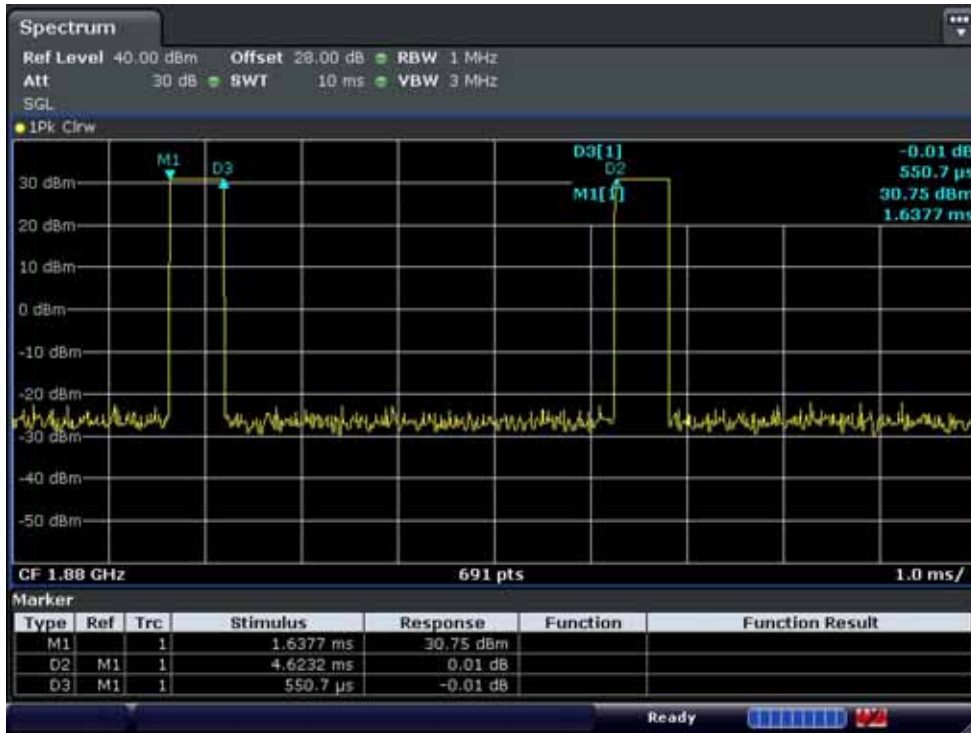 Spectrum
Ref Level 40.00 dBm Offset 28.00 dB RBW 1 MHz
Att 30 dB SWT 10 ms VBW 3 MHz
SGL
1Pk Clrw
D3[1] -0.01 dB
550.7 µs
M1[1] 30.75 dBm
1.6377 ms
M1
D3
D2
30 dBm
20 dBm
10 dBm
0 dBm
-10 dBm
-20 dBm
-30 dBm
-40 dBm
-50 dBm
CF 1.88 GHz 691 pts 1.0 ms/
Marker
Type Ref Trc Stimulus Response Function Function Result
M1 1 1.6377 ms 30.75 dBm
D2 M1 1 4.6232 ms 0.01 dB
D3 M1 1 550.7 µs -0.01 dB
Ready